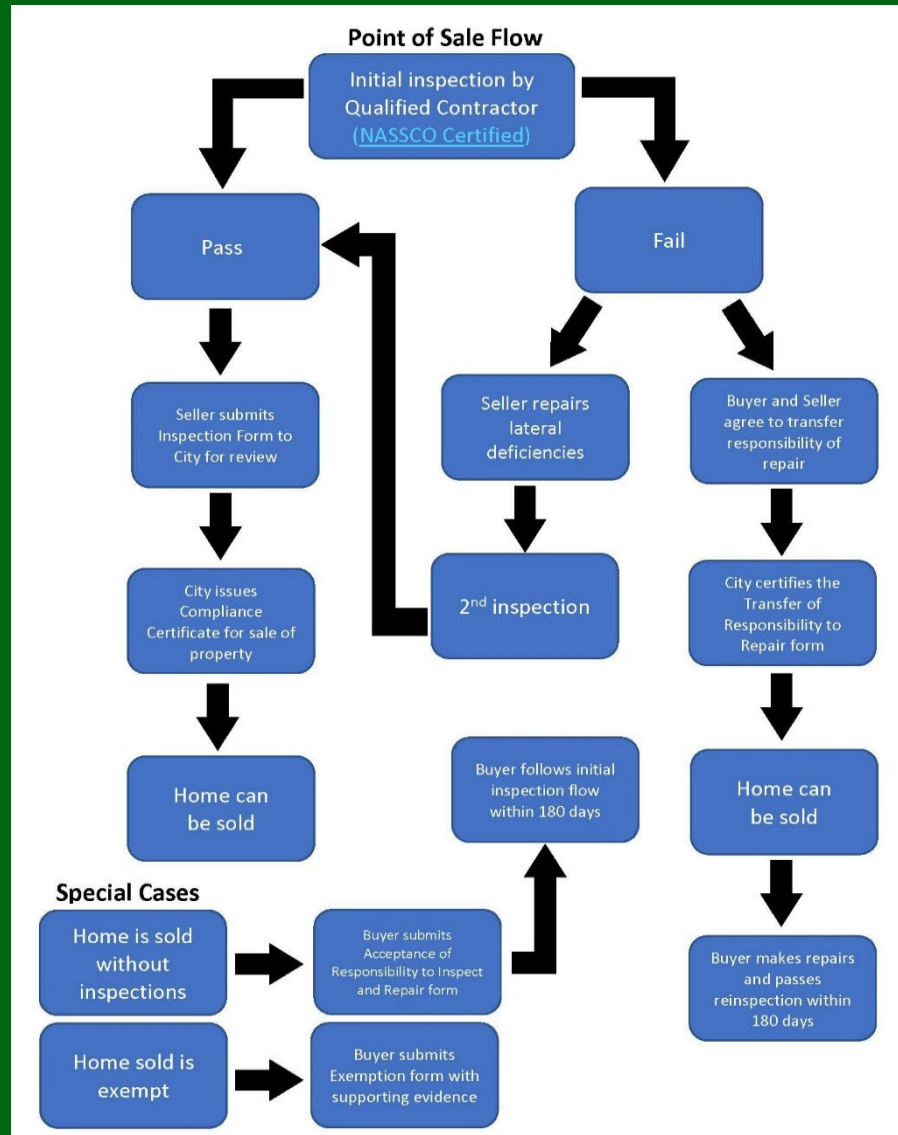 Point of Sale Flow
Initial inspection by
Qualified Contractor
(NASSCO Certified)
Pass
Fail
Seller submits
Inspection Form to
City for review
Seller repairs
lateral
deficiencies
Buyer and Seller
agree to transfer
responsibility of
repair
City issues
Compliance
Certificate for sale of
property
2nd inspection
City certifies the
Transfer of
Responsibility to
Repair form
Home can
be sold
Buyer follows initial
inspection flow
within 180 days
Home can
be sold
Special Cases
Home is sold
without
inspections
Buyer submits
Acceptance of
Responsibility to Inspect
and Repair form
Buyer makes repairs
and passes
reinspection within
180 days
Home sold is
exempt
Buyer submits
Exemption form with
supporting evidence